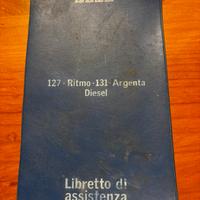 127 - Ritmo - 131 - Argenta
Diesel
Libretto di
assistenza